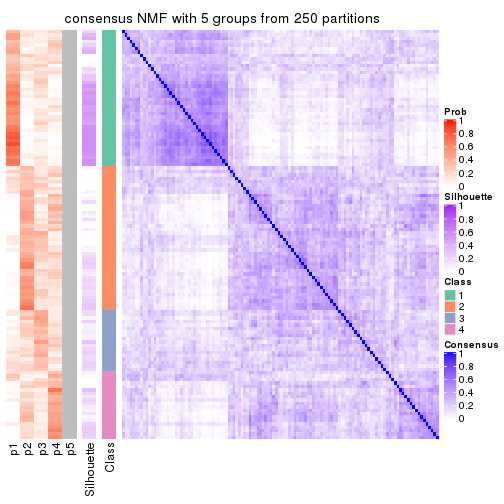 consensus NMF with 5 groups from 250 partitions
Prob
1
0.8
0.6
0.4
0.2
0
Silhouette
1
0.8
0.6
0.4
0.2
0
Class
1
2
3
4
Consensus
1
0.8
0.6
0.4
0.2
0
p1
p2
p3
p4
p5
Silhouette
Class